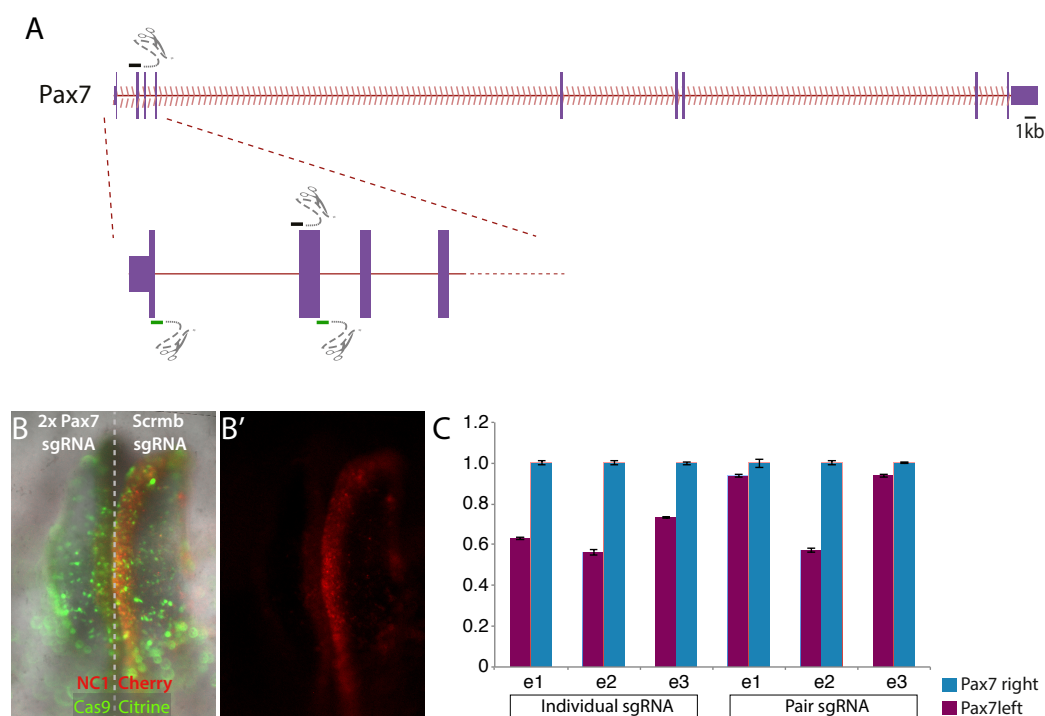 A
Pax7
1kb
B
2x Pax7
sgRNA
Scrmb
sgRNA
NC1 Cherry
Cas9 Citrine
B'
C
1.2
1.0
0.8
0.6
0.4
0.2
0
e1 e2 e3 e1 e2 e3
Individual sgRNA Pair sgRNA
Pax7 right
Pax7left